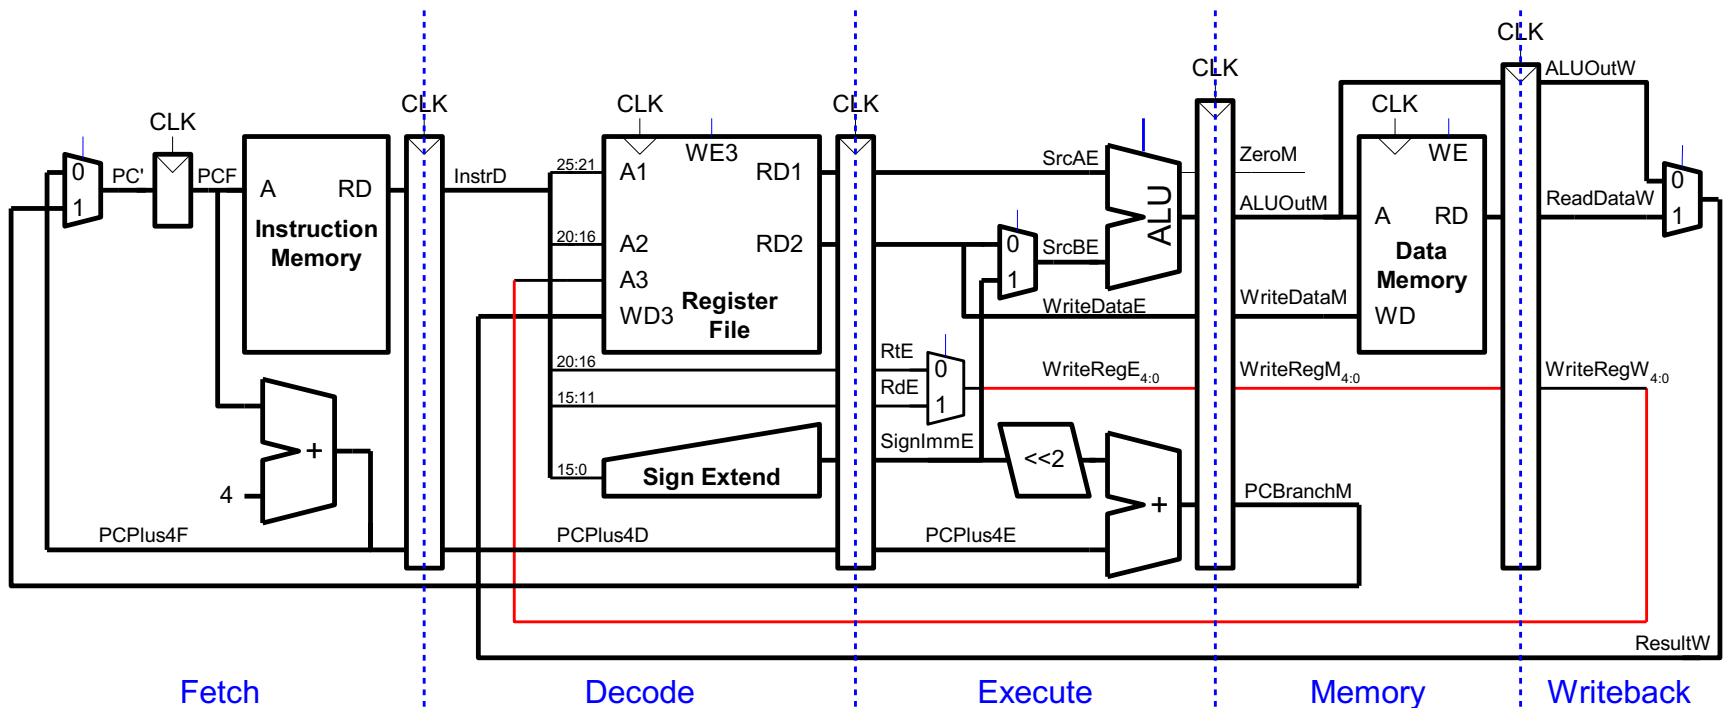 CLK
CLK
CLK
CLK
CLK
CLK
CLK
ALUOutW
0
1
PC'
PCF
A
RD
Instruction
Memory
InstrD
25:21
20:16
A1
A2
A3
WD3
WE3
RD1
RD2
Register
File
SrcAE
0
1
SrcBE
ALU
WriteDataE
ZeroM
ALUOutM
WriteDataM
WE
A
RD
Data
Memory
WD
ReadDataW
0
1
20:16
15:11
15:0
RtE
RdE
0
1
WriteRegE4:0
WriteRegM4:0
WriteRegW4:0
SignImmE
Sign Extend
<<2
+
4
+
PCBranchM
PCPlus4F
PCPlus4D
PCPlus4E
ResultW
Fetch
Decode
Execute
Memory
Writeback